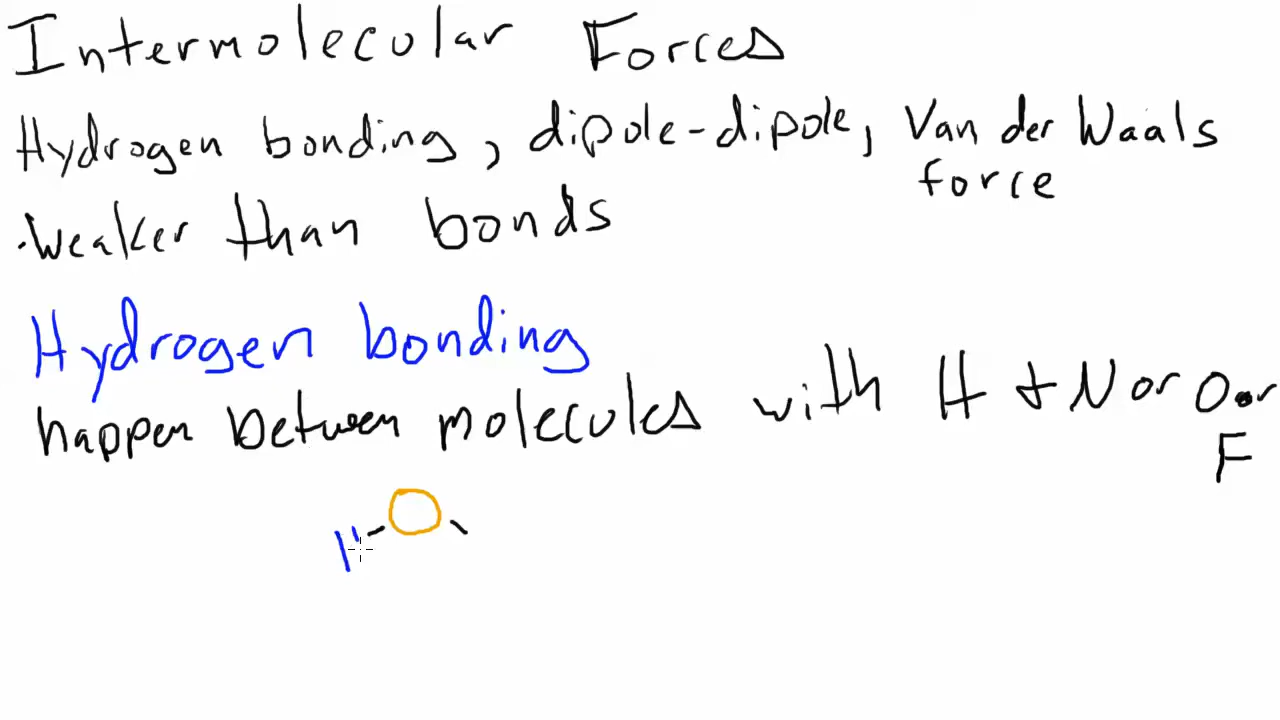 Intermolecular Forces
Hydrogen bonding, dipole-dipole, Van der Waals
force
·Weaker than bonds
Hydrogen bonding
happen between molecules with H + N or O or
F
O